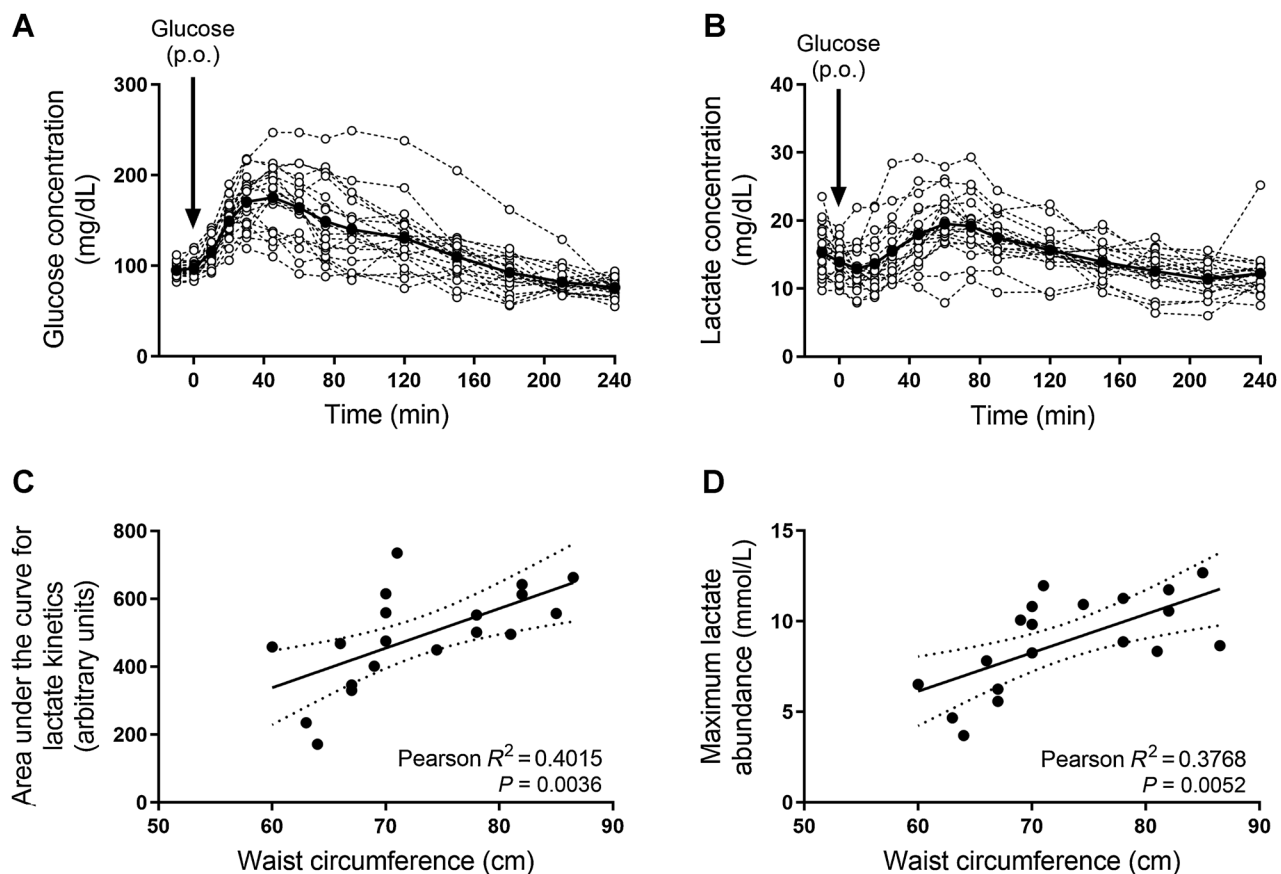 A
Glucose
(p.o.)
Glucose concentration
(mg/dL)
300
200
100
0
0 40 80 120 160 200 240
Time (min)
B
Glucose
(p.o.)
Lactate concentration
(mg/dL)
40
30
20
10
0
0 40 80 120 160 200 240
Time (min)
C
Area under the curve for
lactate kinetics
(arbitrary units)
800
600
400
200
0
Pearson R² = 0.4015
P = 0.0036
50 60 70 80 90
Waist circumference (cm)
D
Maximum lactate
abundance (mmol/L)
15
10
5
0
Pearson R² = 0.3768
P = 0.0052
50 60 70 80 90
Waist circumference (cm)